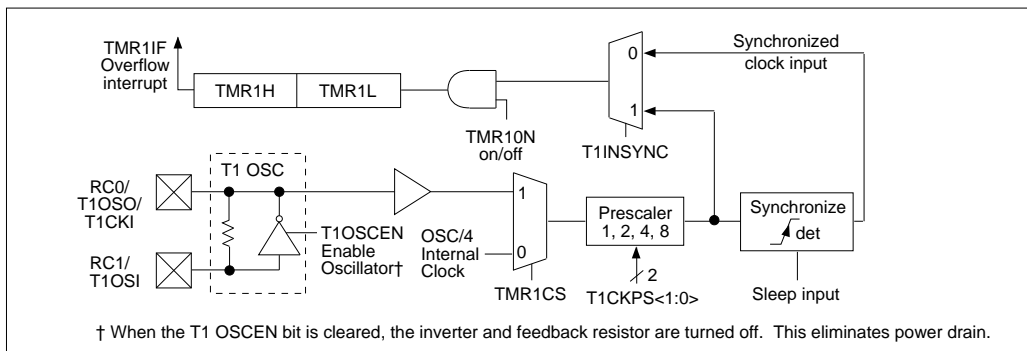 TMR1IF
Overflow
interrupt
TMR1H
TMR1L
TMR10N
on/off
0
1
T1INSYNC
Synchronized
clock input
RC0/
T1OSO/
T1CKI
RC1/
T1OSI
T1 OSC
T1OSCEN
Enable
Oscillator†
OSC/4
Internal
Clock
1
0
TMR1CS
Prescaler
1, 2, 4, 8
2
T1CKPS<1:0>
Synchronize
det
Sleep input
† When the T1 OSCEN bit is cleared, the inverter and feedback resistor are turned off. This eliminates power drain.